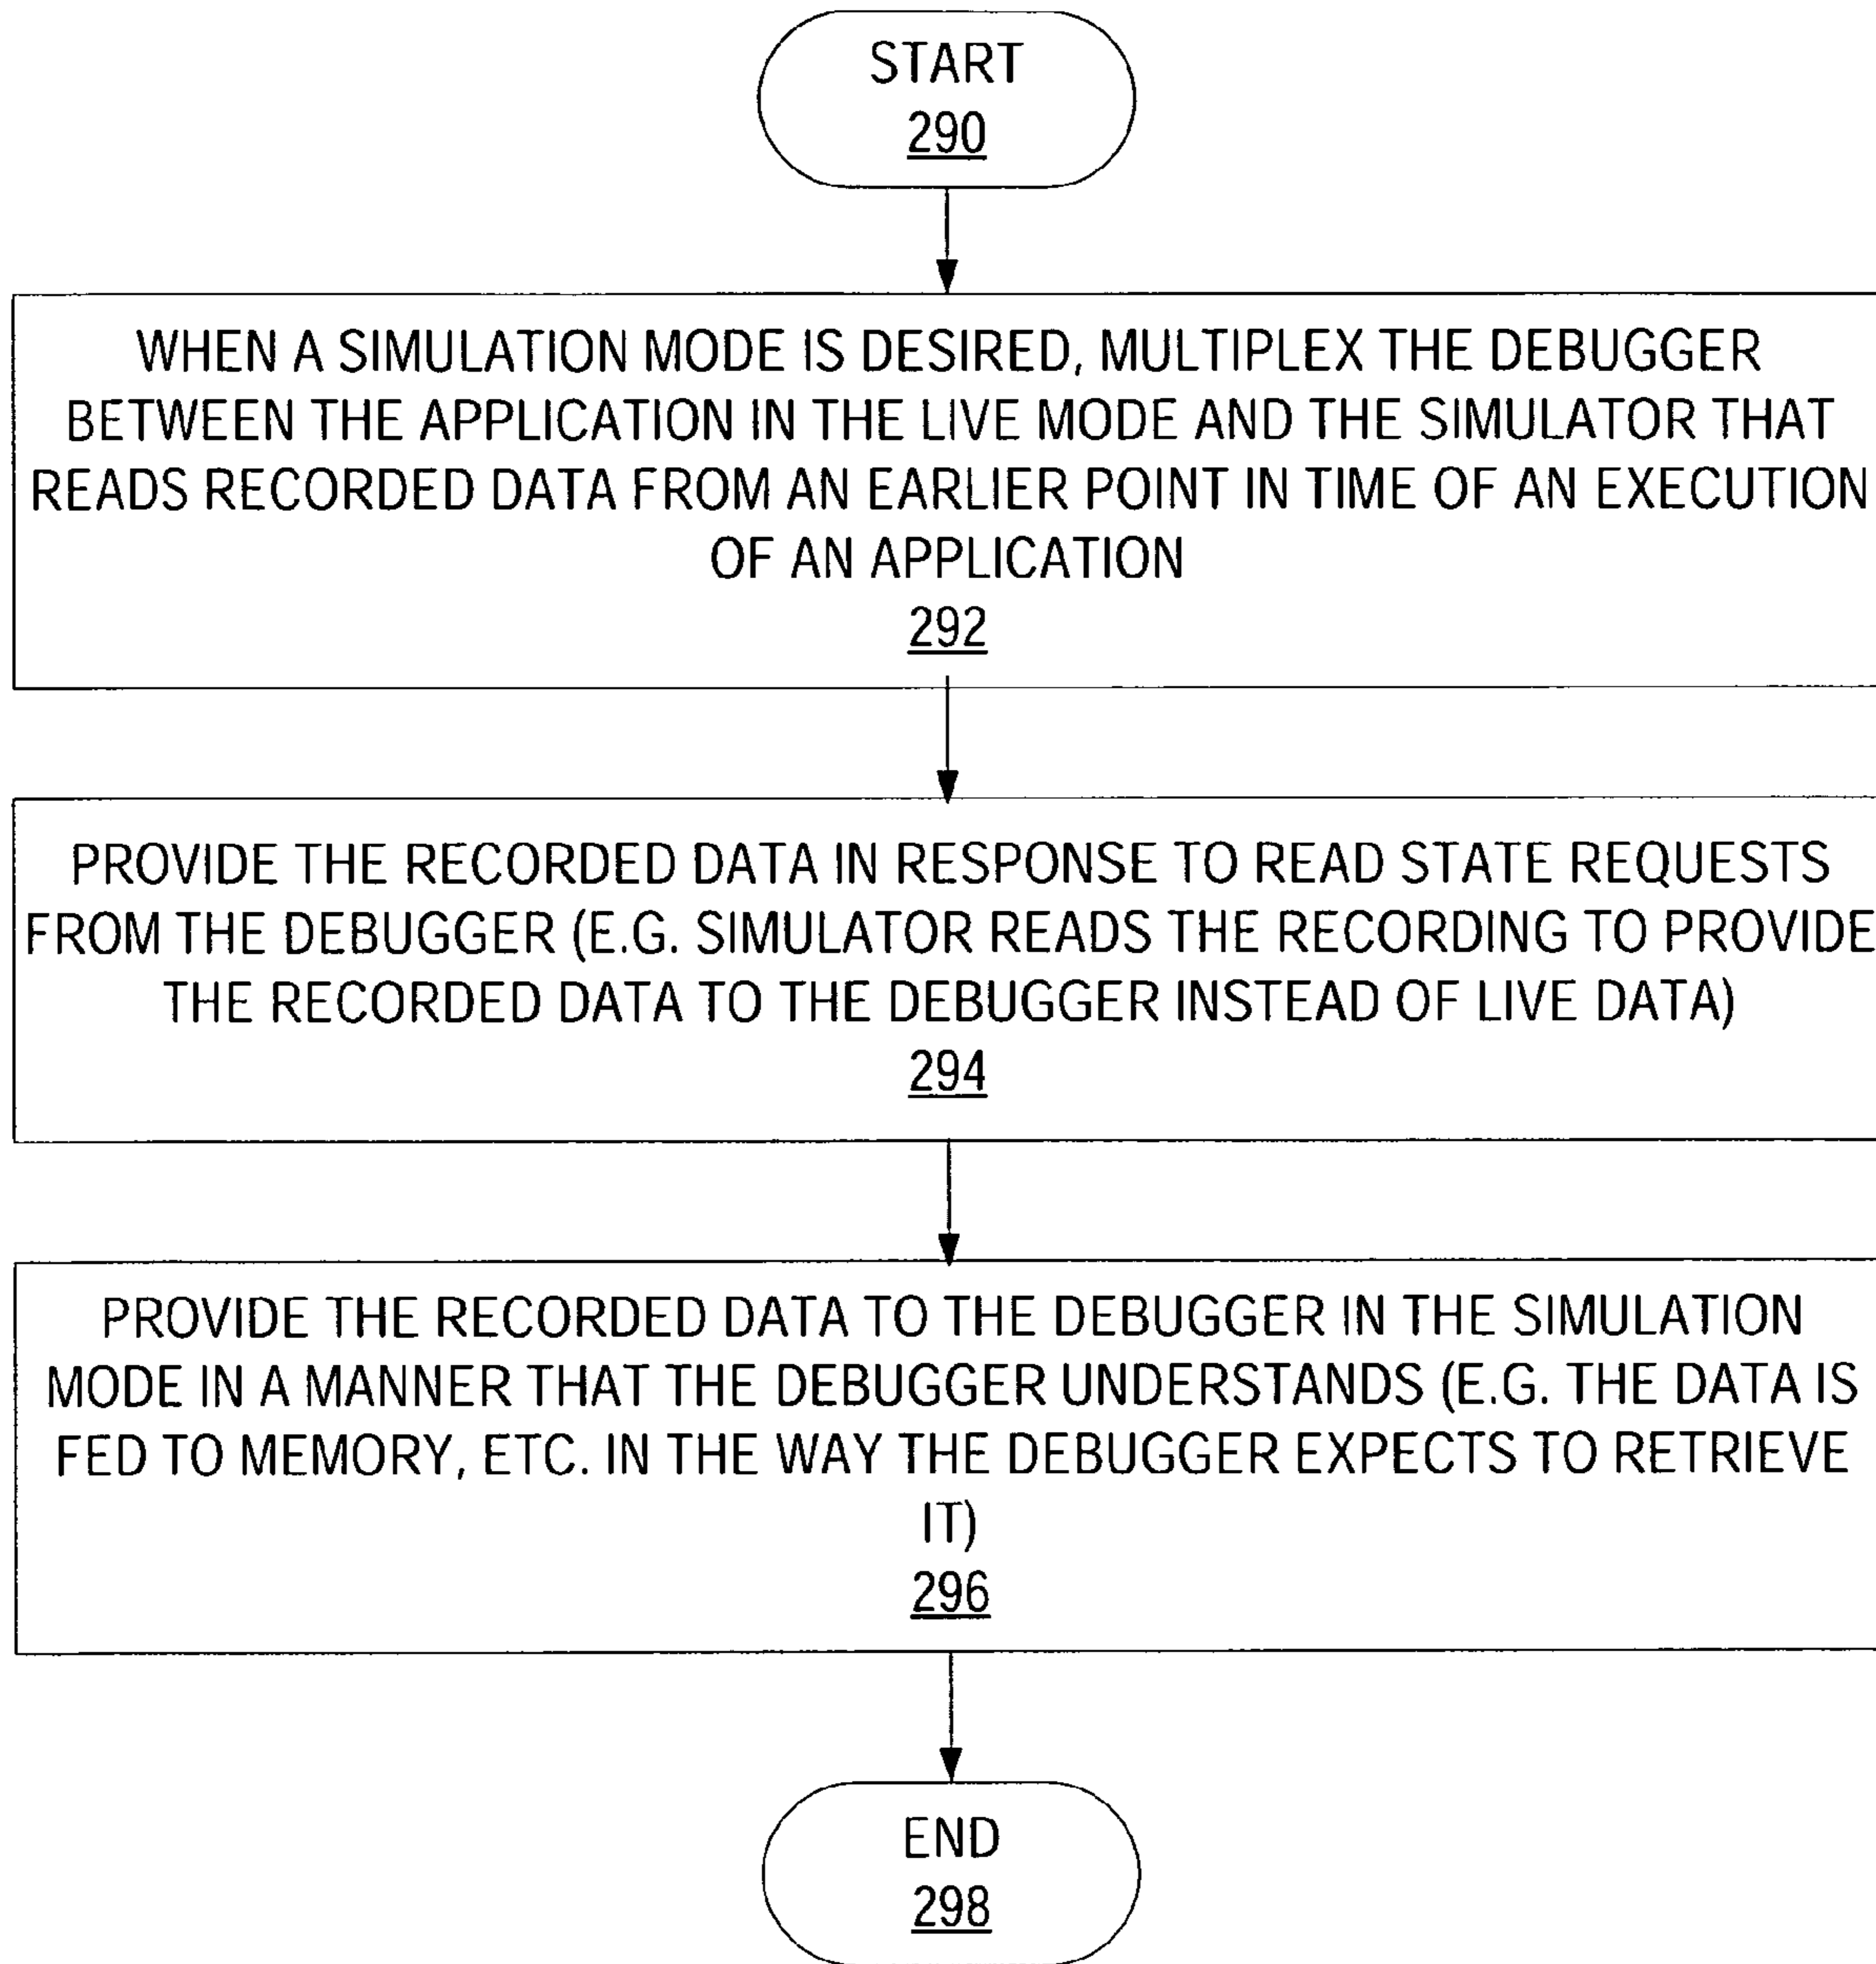 START
290
WHEN A SIMULATION MODE IS DESIRED, MULTIPLEX THE DEBUGGER
BETWEEN THE APPLICATION IN THE LIVE MODE AND THE SIMULATOR THAT
READS RECORDED DATA FROM AN EARLIER POINT IN TIME OF AN EXECUTION
OF AN APPLICATION
292
PROVIDE THE RECORDED DATA IN RESPONSE TO READ STATE REQUESTS
FROM THE DEBUGGER (E.G. SIMULATOR READS THE RECORDING TO PROVIDE
THE RECORDED DATA TO THE DEBUGGER INSTEAD OF LIVE DATA)
294
PROVIDE THE RECORDED DATA TO THE DEBUGGER IN THE SIMULATION
MODE IN A MANNER THAT THE DEBUGGER UNDERSTANDS (E.G. THE DATA IS
FED TO MEMORY, ETC. IN THE WAY THE DEBUGGER EXPECTS TO RETRIEVE
IT)
296
END
298